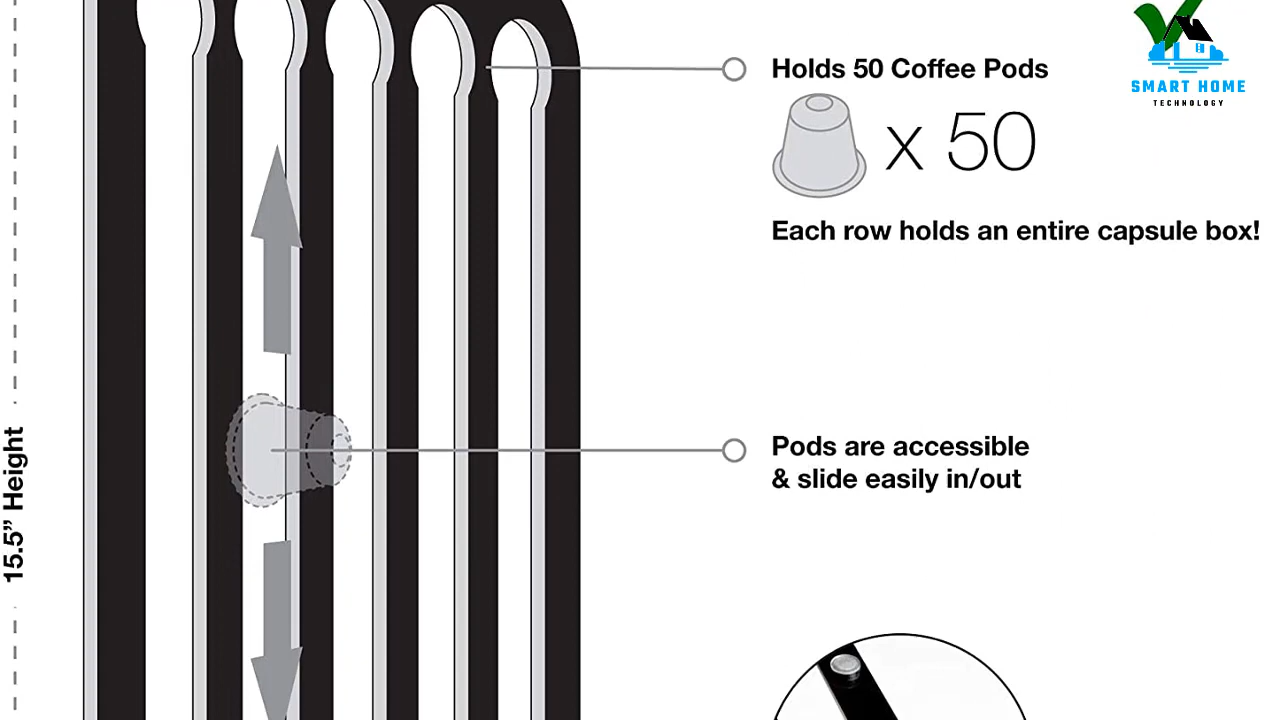 Holds 50 Coffee Pods
x 50
Each row holds an entire capsule box!
Pods are accessible
& slide easily in/out
15.5” Height
SMART HOME
TECHNOLOGY